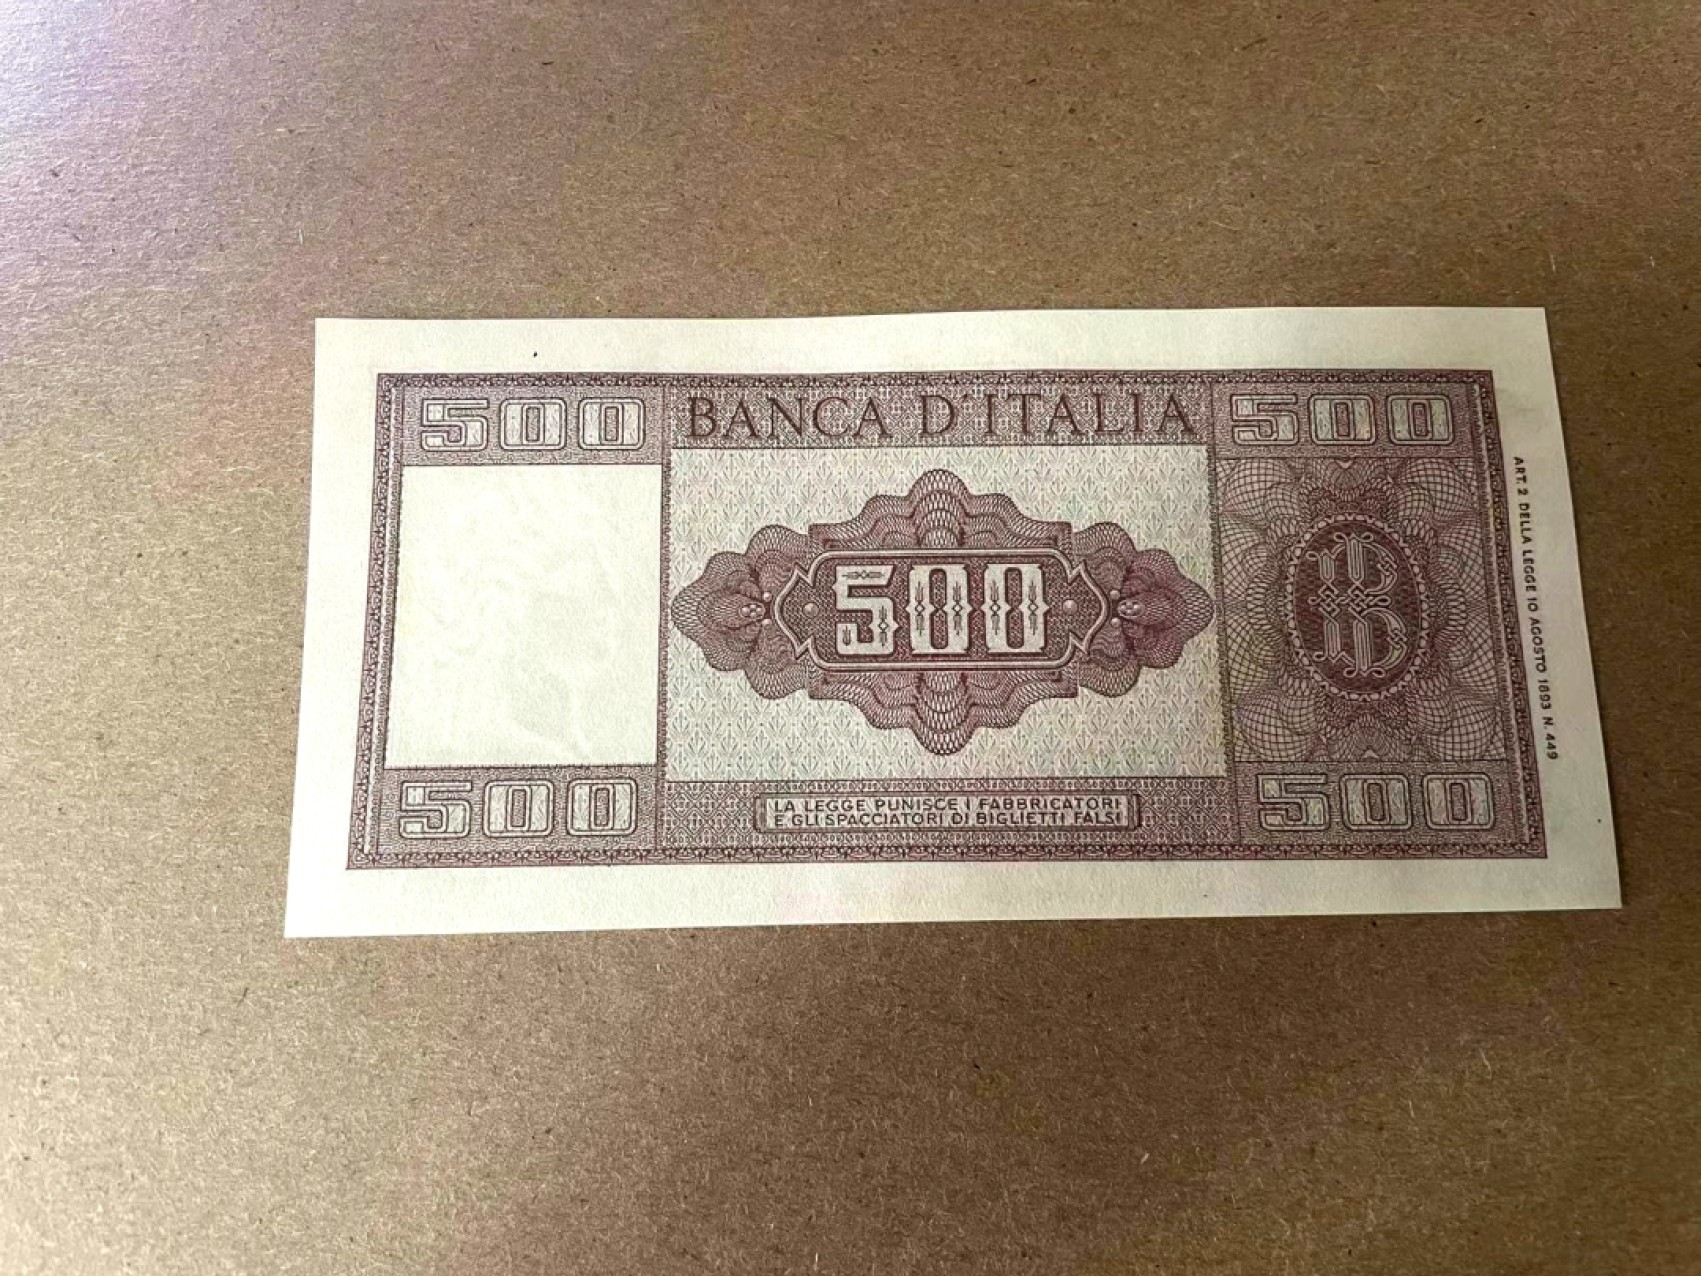 500 BANCA D'ITALIA 500
500
B
500
LA LEGGE PUNISCE I FABBRICATORI
E GLI SPACCIATORI DI BIGLIETTI FALSI
500
ART. 2 DELLA LEGGE 10 AGOSTO 1893 N. 449